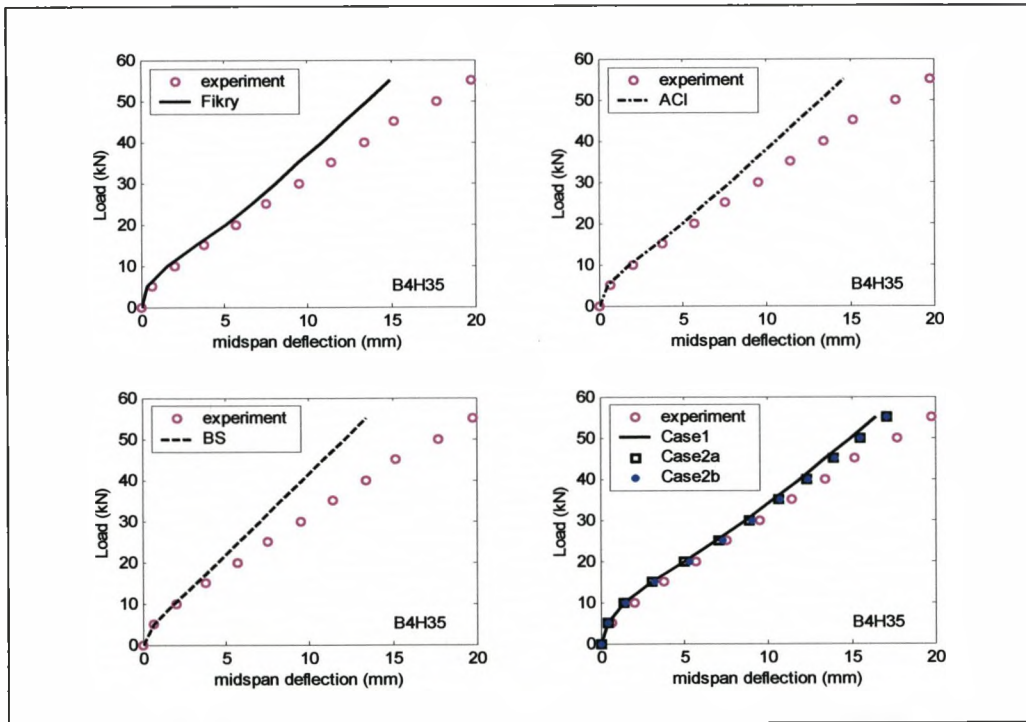 60
50
40
30
20
10
0
Load (kN)
experiment
Fikry
B4H35
0 5 10 15 20
midspan deflection (mm)
60
50
40
30
20
10
0
Load (kN)
experiment
ACI
B4H35
0 5 10 15 20
midspan deflection (mm)
60
50
40
30
20
10
0
Load (kN)
experiment
BS
B4H35
0 5 10 15 20
midspan deflection (mm)
60
50
40
30
20
10
0
Load (kN)
experiment
Case1
Case2a
Case2b
B4H35
0 5 10 15 20
midspan deflection (mm)